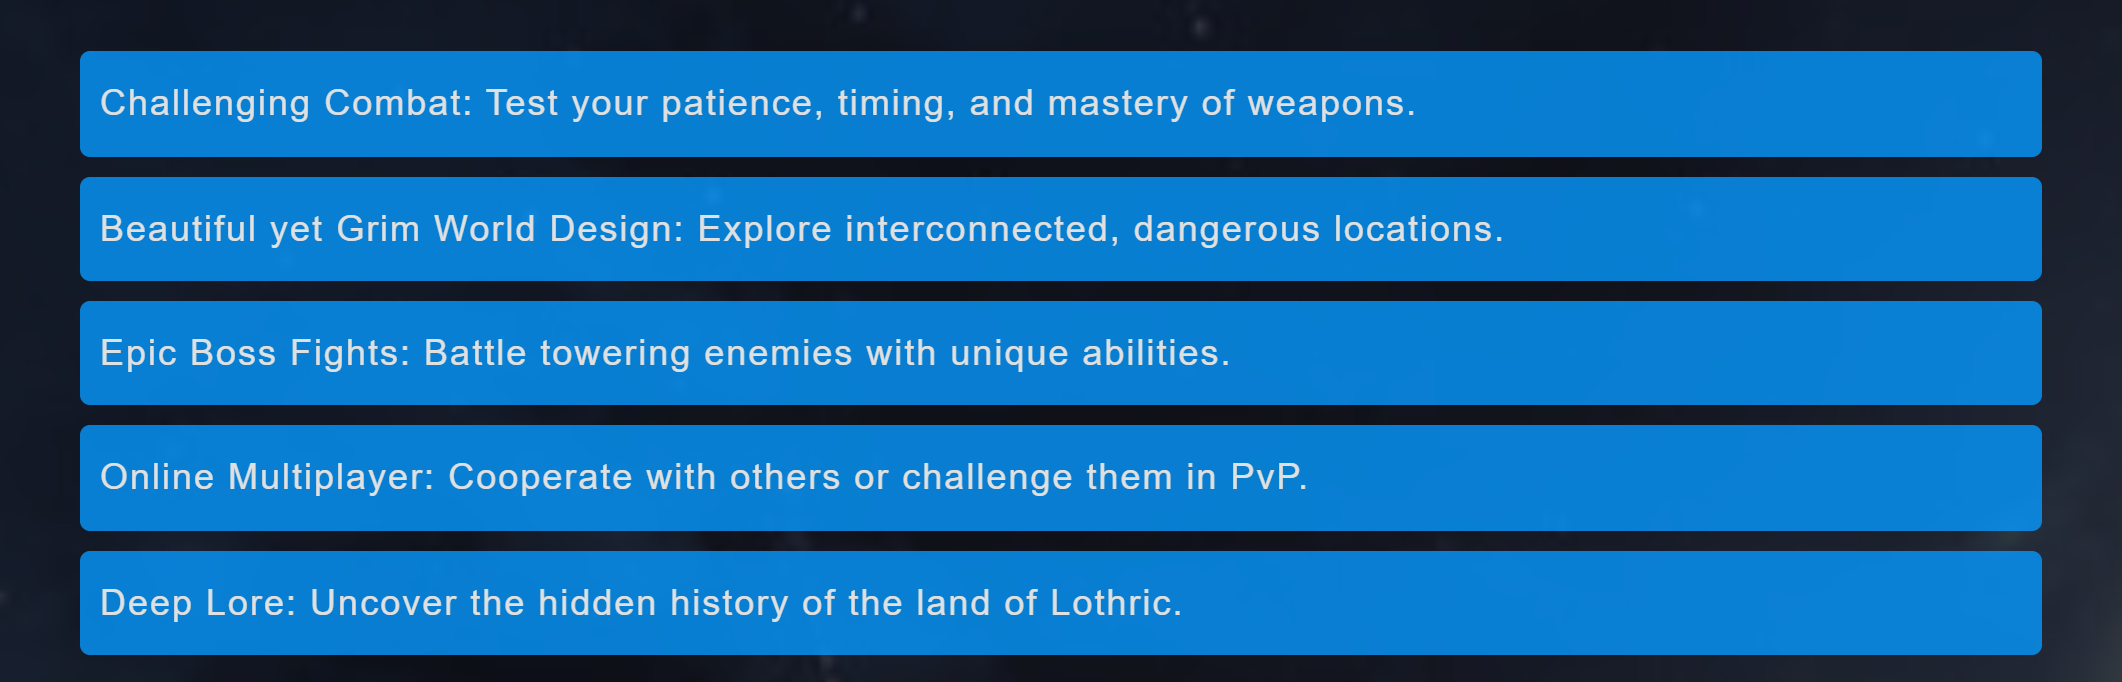 Challenging Combat: Test your patience, timing, and mastery of weapons.
Beautiful yet Grim World Design: Explore interconnected, dangerous locations.
Epic Boss Fights: Battle towering enemies with unique abilities.
Online Multiplayer: Cooperate with others or challenge them in PvP.
Deep Lore: Uncover the hidden history of the land of Lothric.